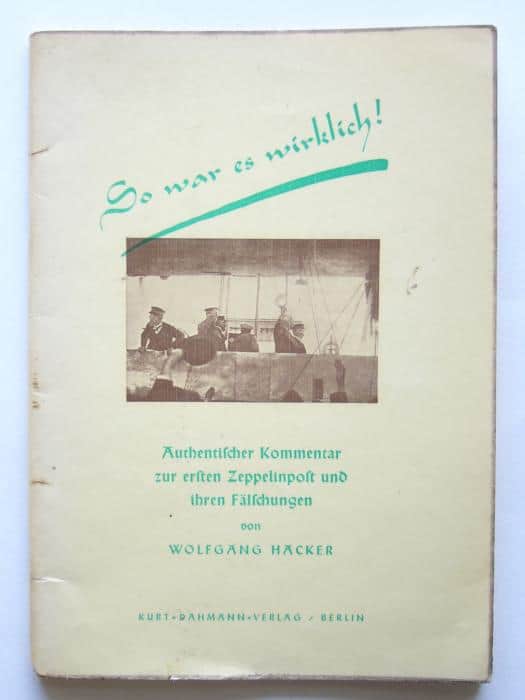 So war es wirklich!
Authentiſcher Kommentar
zur erſten Zeppelinpoſt und
ihren Fälſchungen
von
WOLFGANG HACKER
KURT-DAHMANN-VERLAG / BERLIN